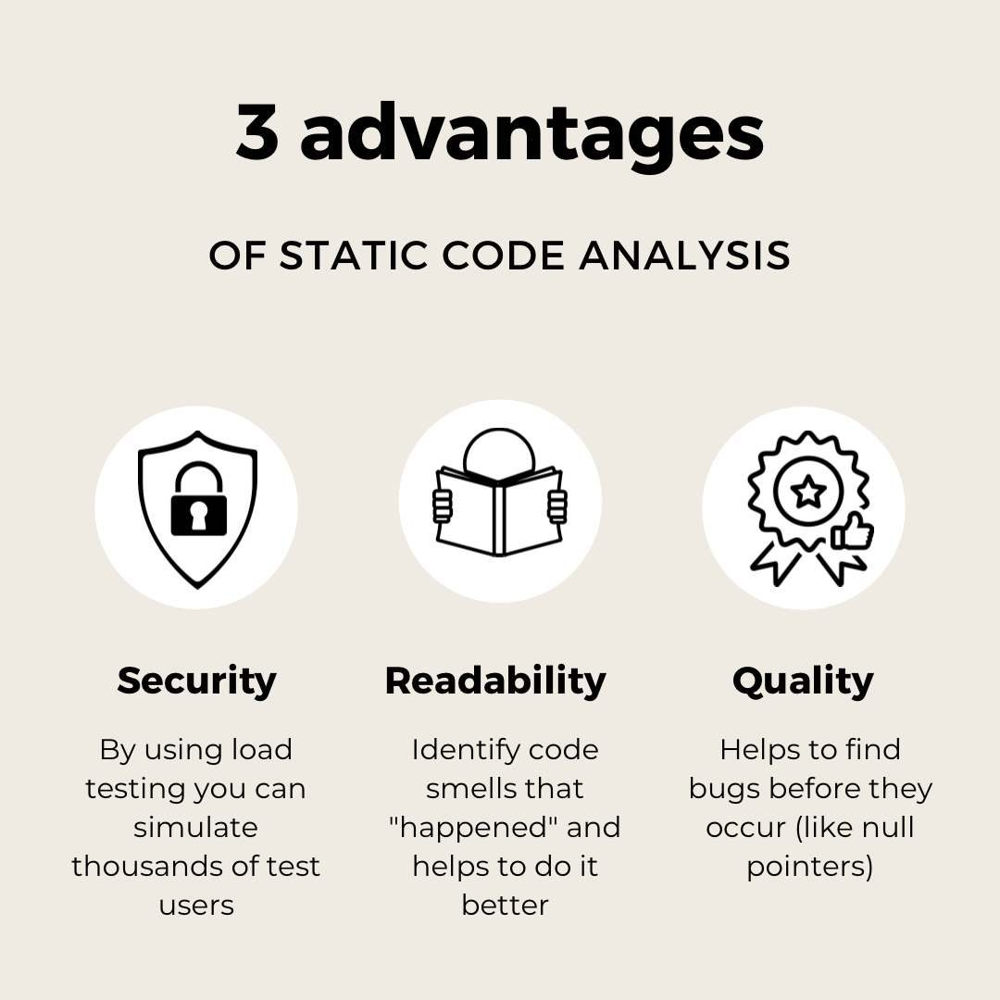 3 advantages
OF STATIC CODE ANALYSIS
Security
By using load
testing you can
simulate
thousands of test
users
Readability
Identify code
smells that
"happened" and
helps to do it
better
Quality
Helps to find
bugs before they
occur (like null
pointers)